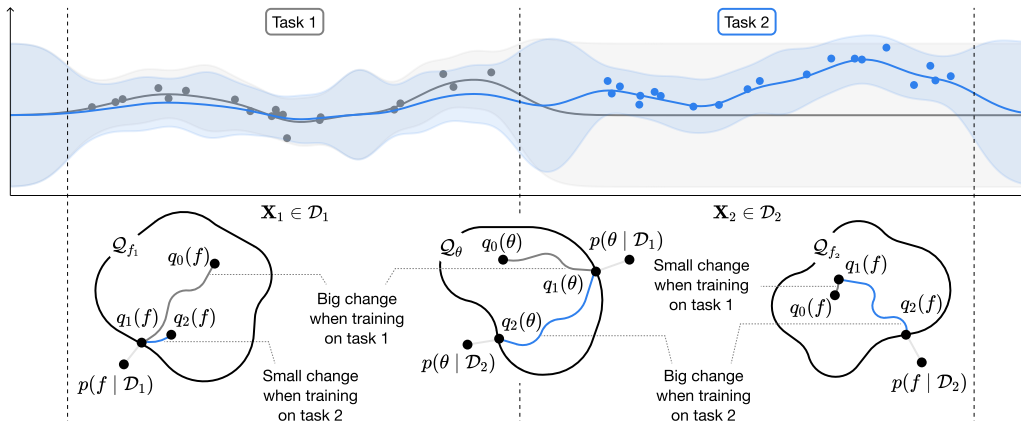 Task 1
Task 2
X₁ ∈ 𝒟₁
X₂ ∈ 𝒟₂
𝒬_{f₁}
q₀(f)
q₁(f)
q₂(f)
p(f | 𝒟₁)
Big change
when training
on task 1
Small change
when training
on task 2
𝒬_θ
q₀(θ)
p(θ | 𝒟₁)
q₁(θ)
q₂(θ)
p(θ | 𝒟₂)
Small change
when training
on task 1
Big change
when training
on task 2
𝒬_{f₂}
q₁(f)
q₀(f)
q₂(f)
p(f | 𝒟₂)